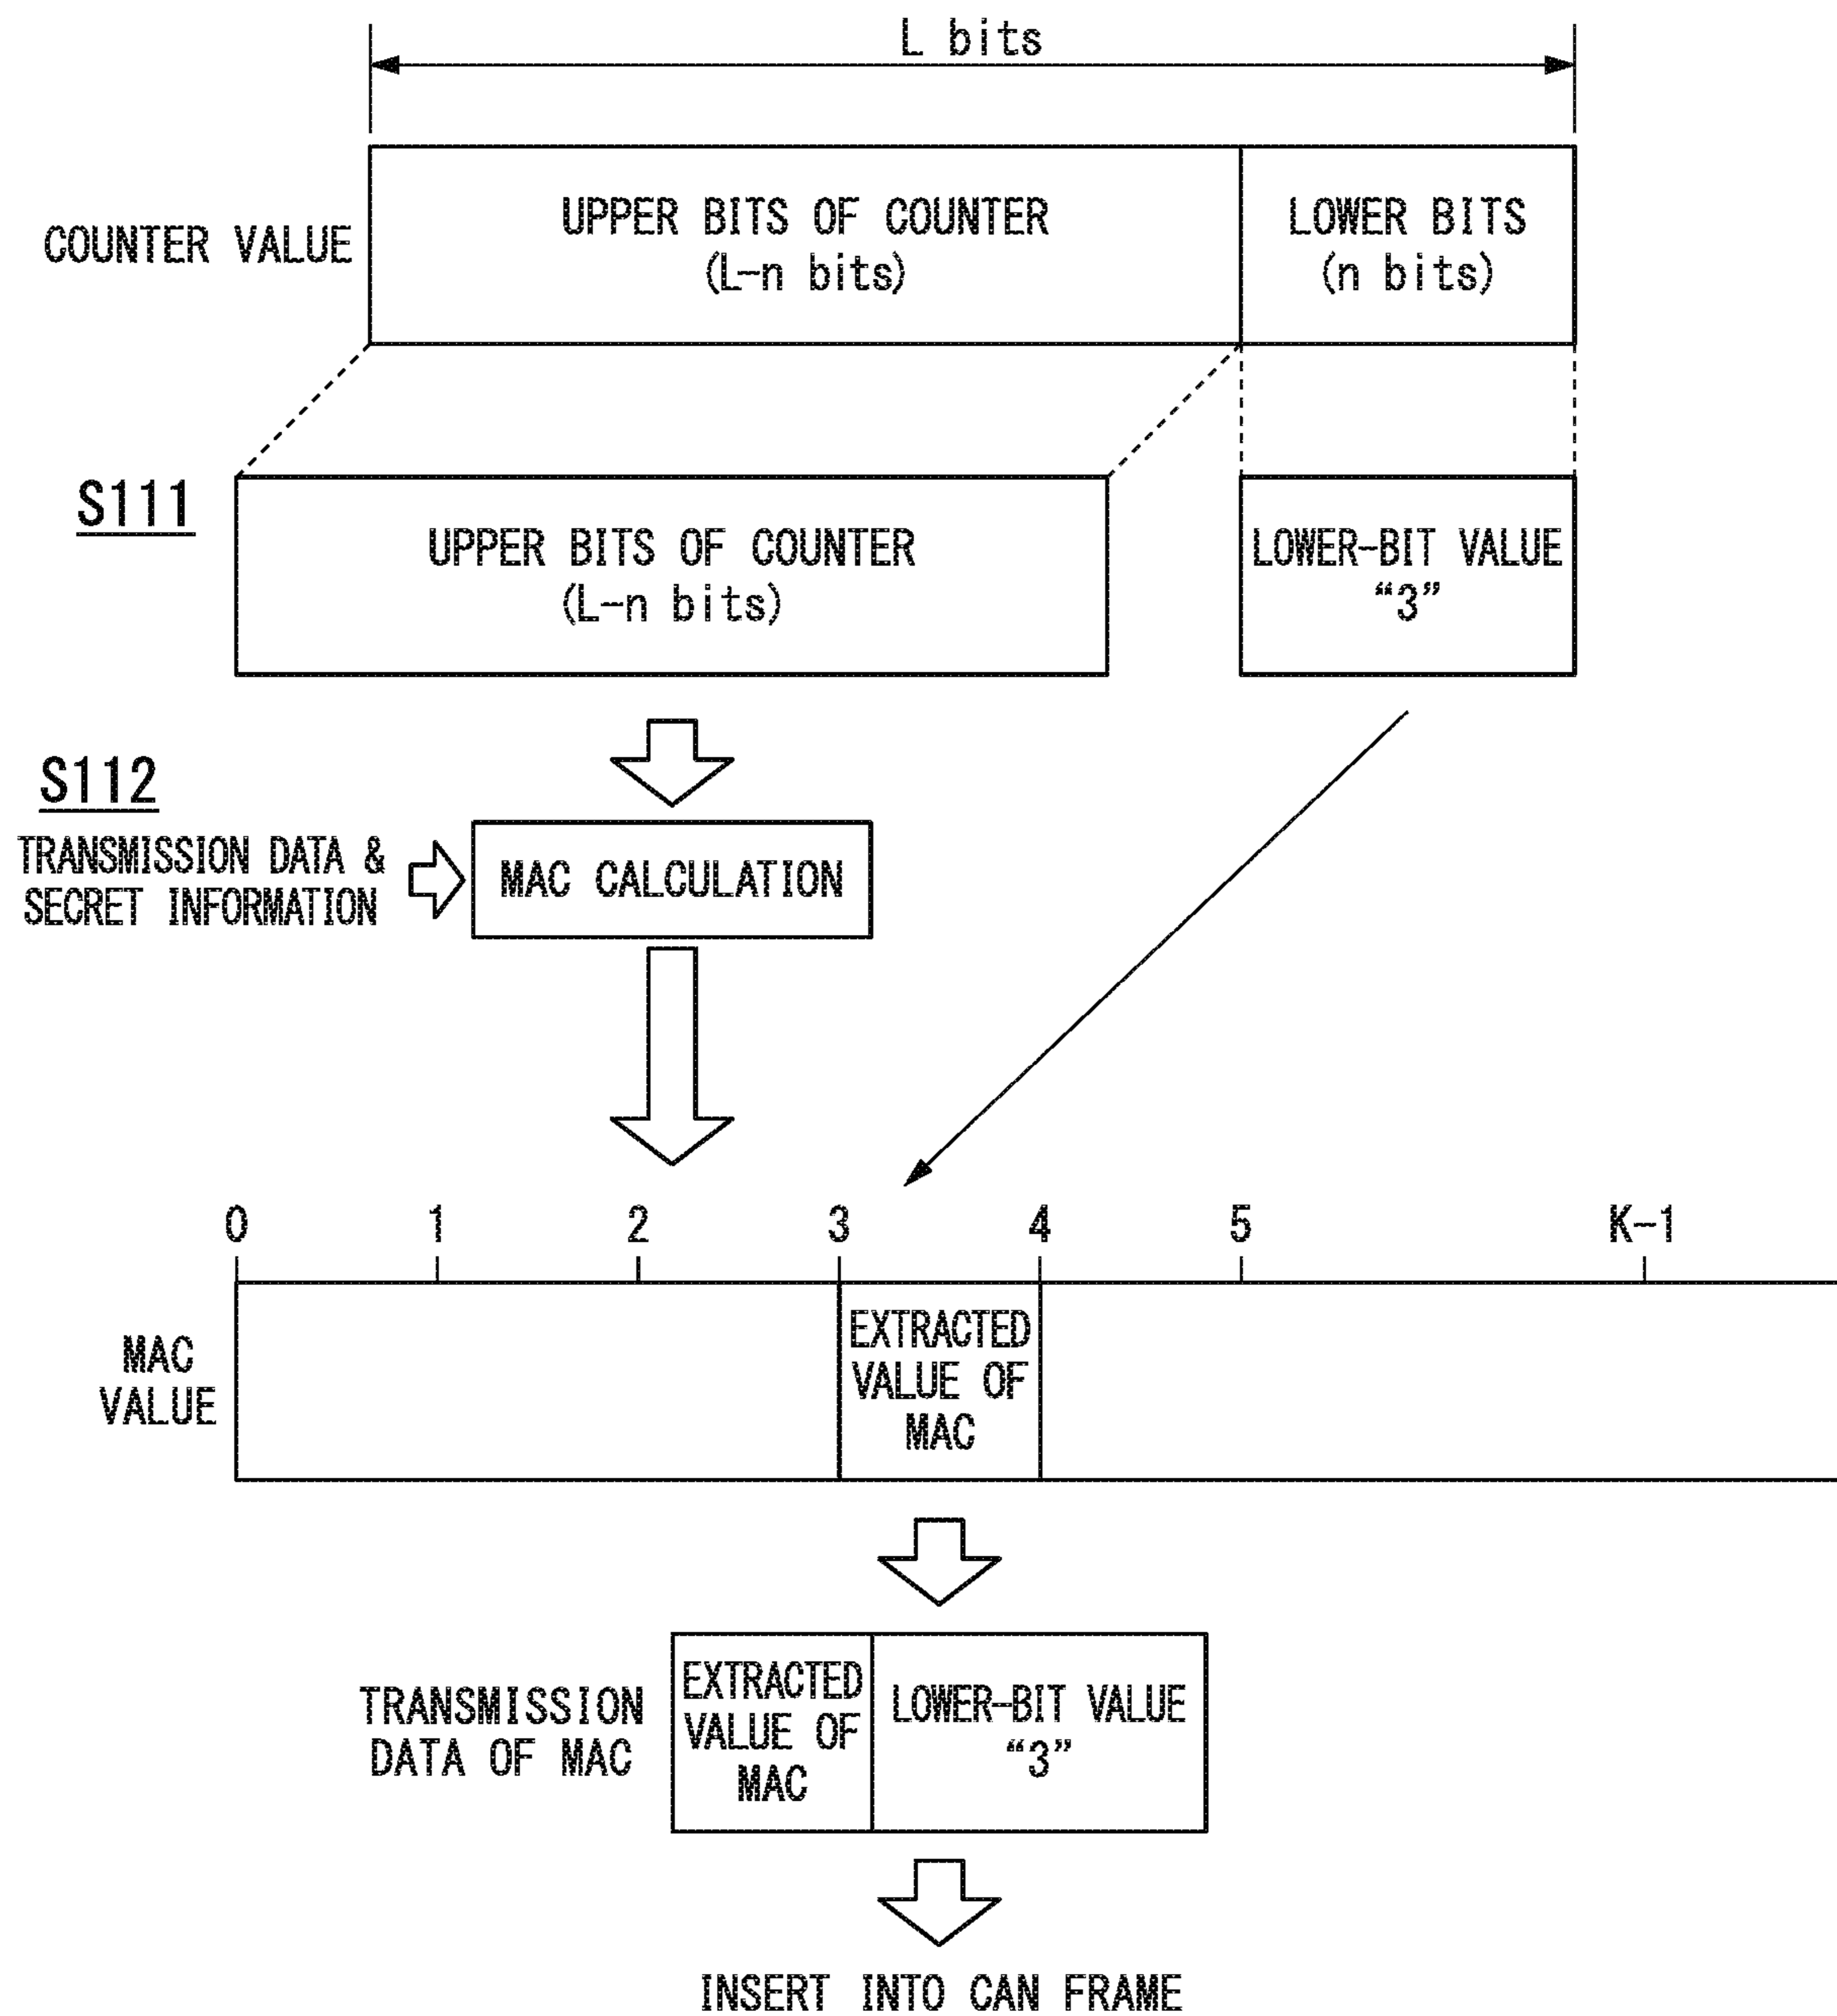 L bits
COUNTER VALUE
UPPER BITS OF COUNTER
(L-n bits)
LOWER BITS
(n bits)
S111
UPPER BITS OF COUNTER
(L-n bits)
LOWER-BIT VALUE
“3”
S112
TRANSMISSION DATA &
SECRET INFORMATION
MAC CALCULATION
0 1 2 3 4 5 K-1
MAC
VALUE
EXTRACTED
VALUE OF
MAC
TRANSMISSION
DATA OF MAC
EXTRACTED
VALUE OF
MAC
LOWER-BIT VALUE
“3”
INSERT INTO CAN FRAME